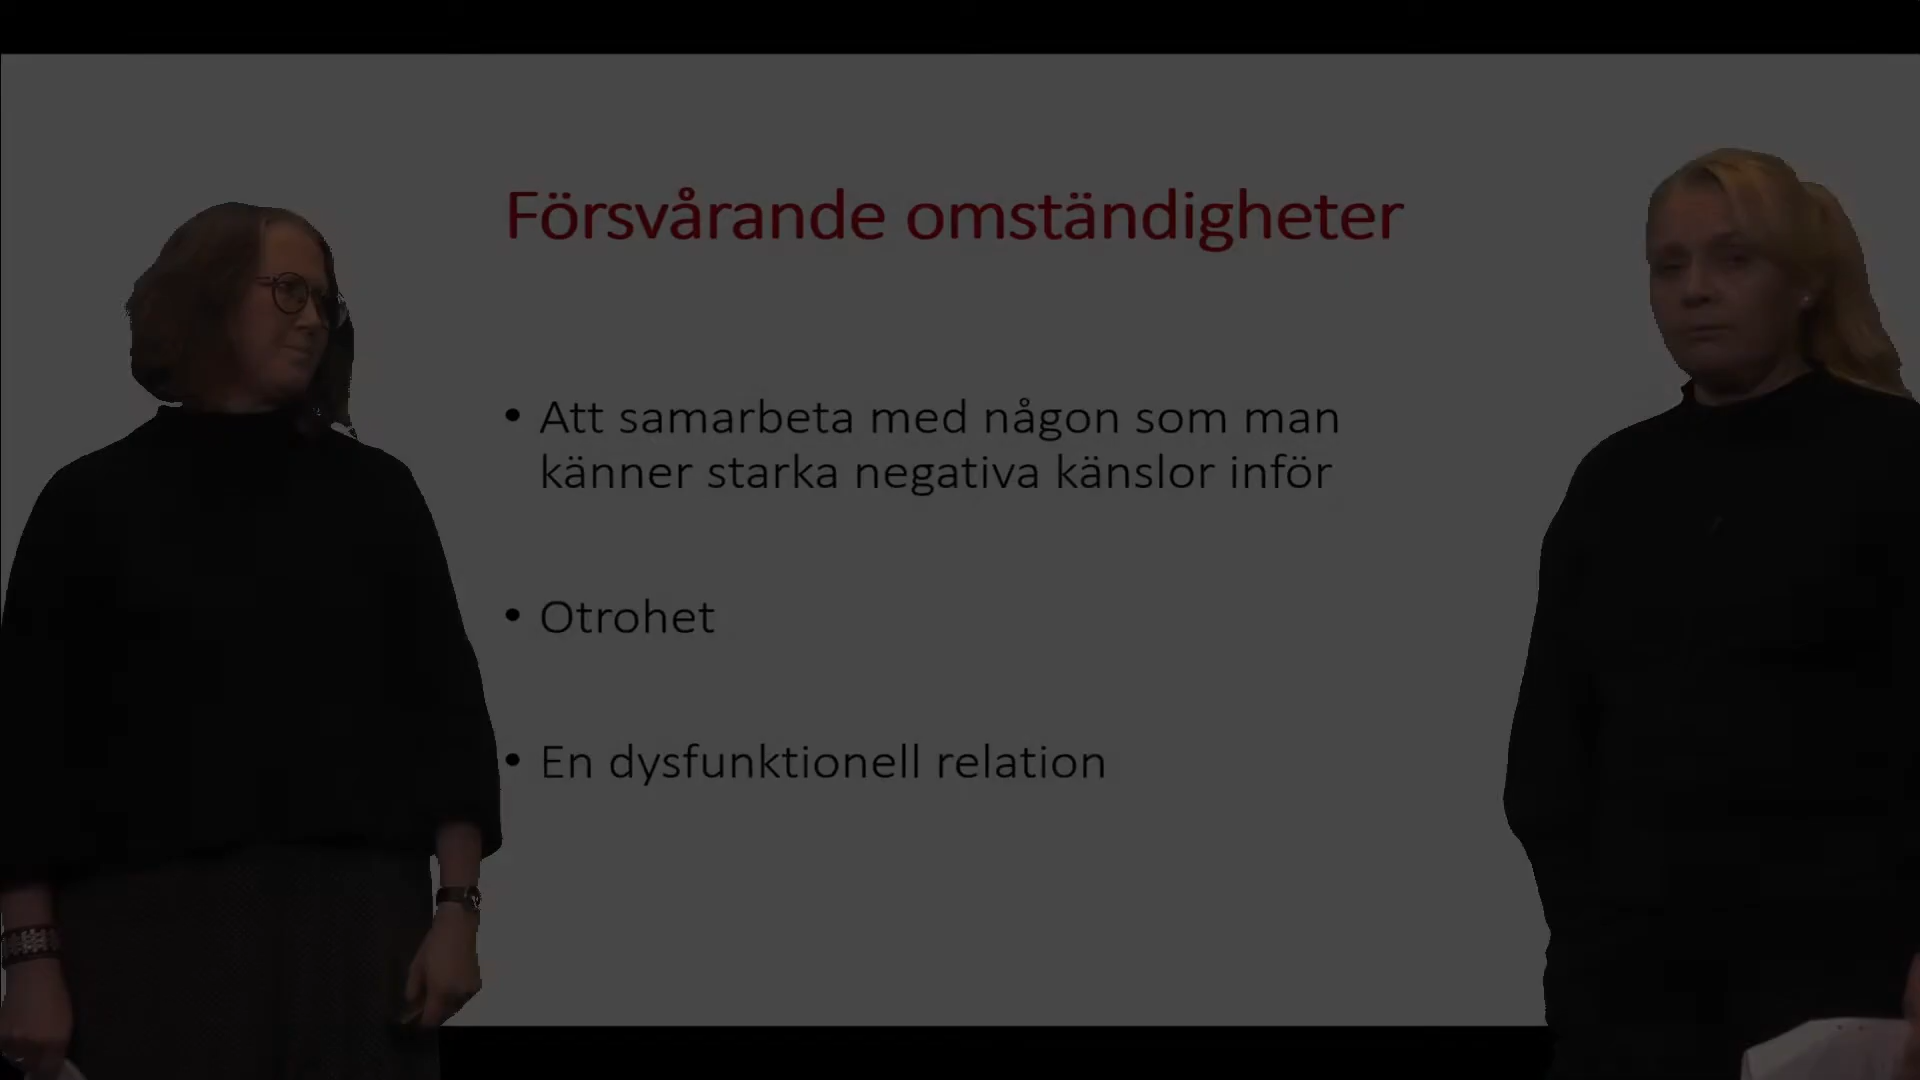 Försvårande omständigheter
• Att samarbeta med någon som man
känner starka negativa känslor inför
• Otrohet
• En dysfunktionell relation